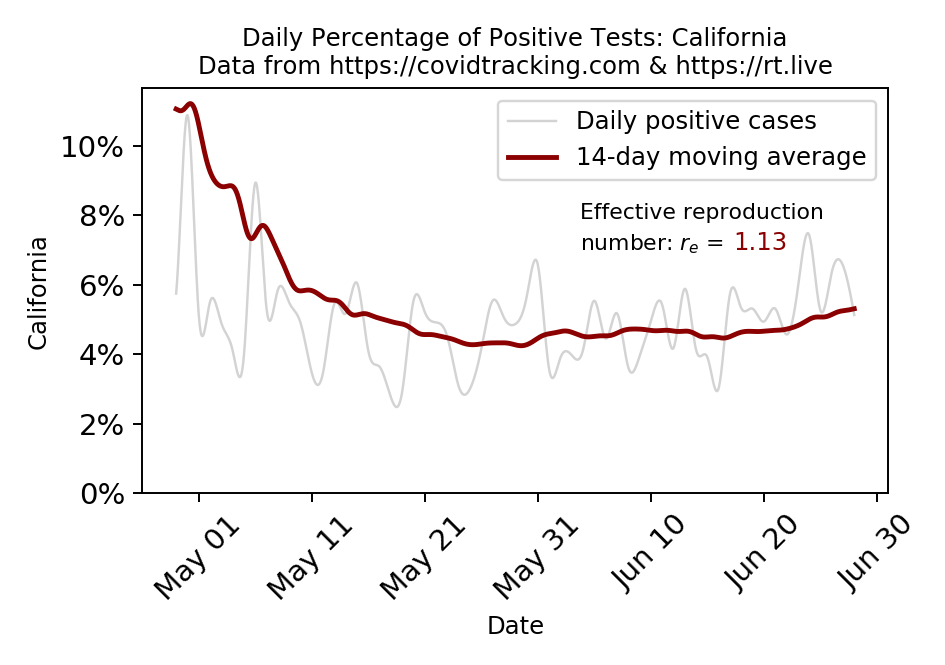 Daily Percentage of Positive Tests: California
Data from https://covidtracking.com & https://rt.live
Daily positive cases
14-day moving average
Effective reproduction
number: rₑ = 1.13
California
10%
8%
6%
4%
2%
0%
May 01
May 11
May 21
May 31
Jun 10
Jun 20
Jun 30
Date